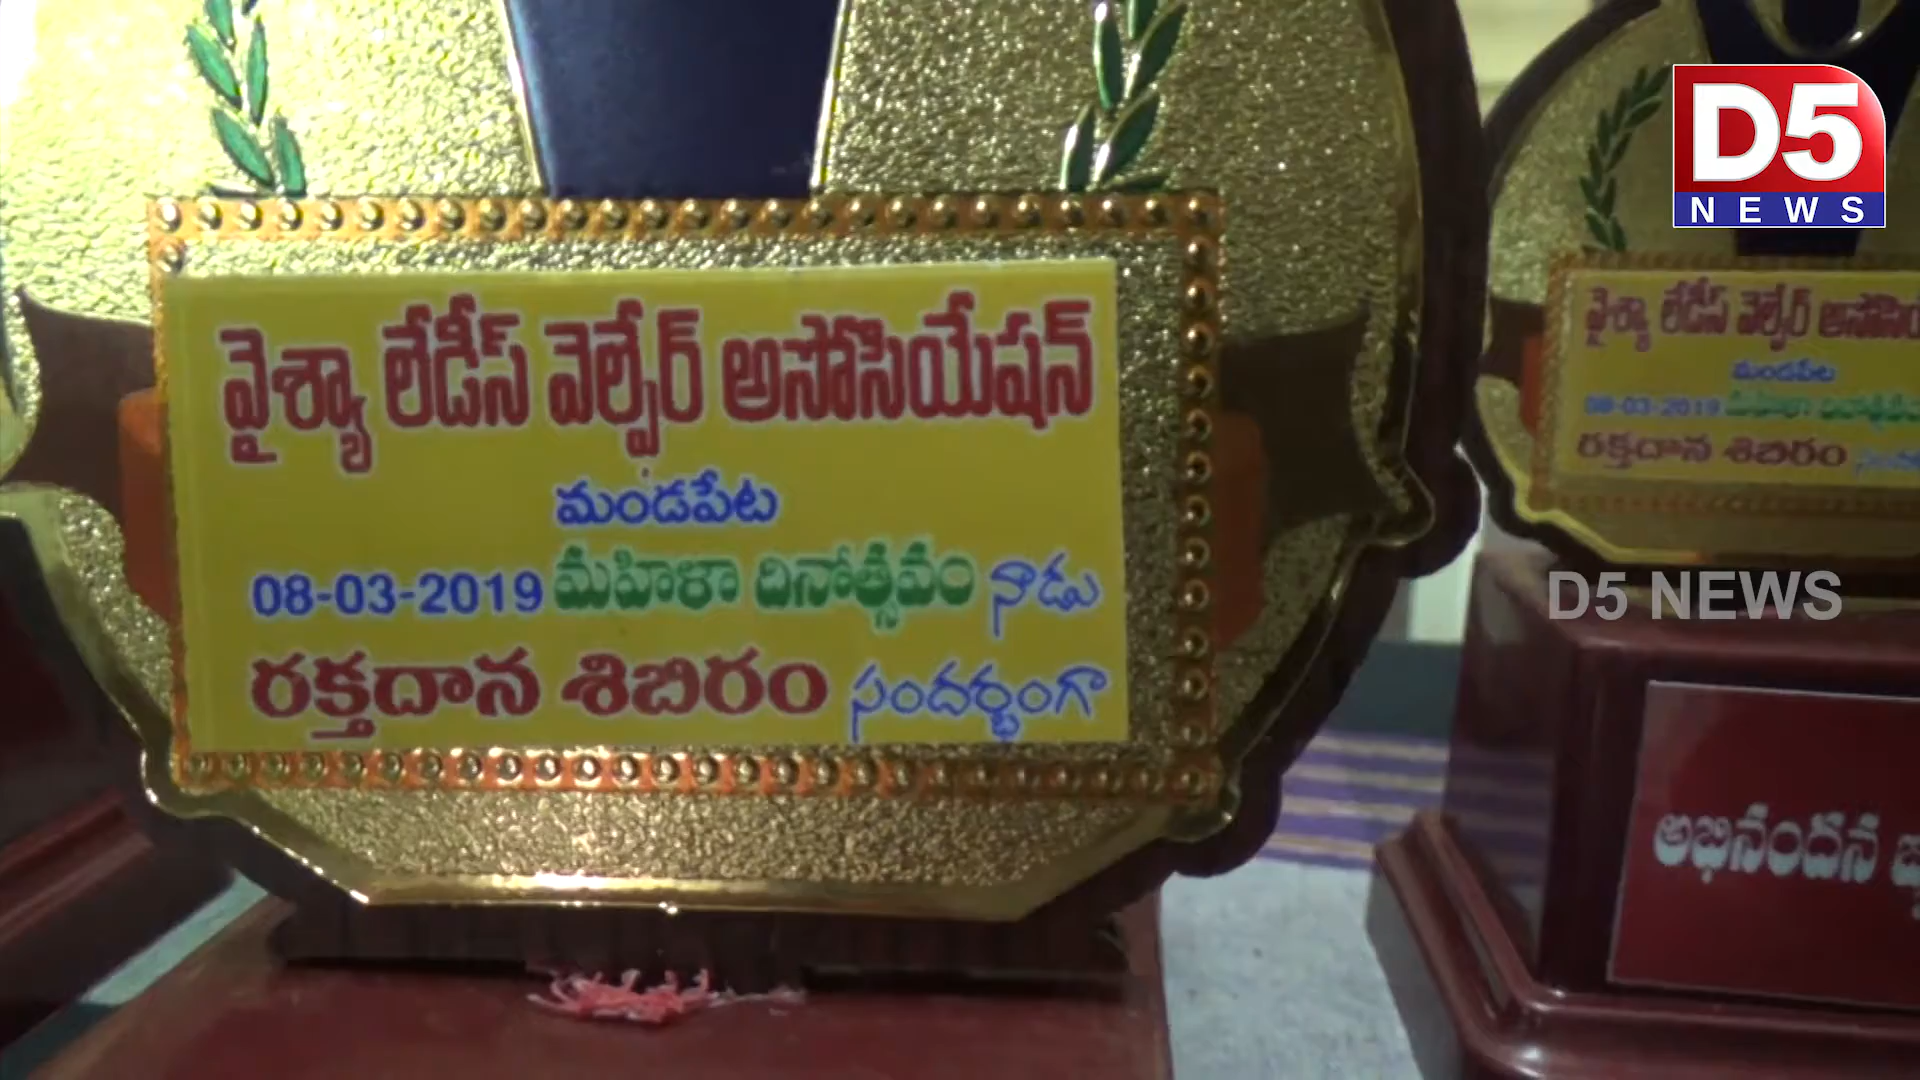 వైశ్యా లేడీస్ వెల్ఫేర్ అసోసియేషన్
మండపేట
08-03-2019 మహిళా దినోత్సవం నాడు
రక్తదాన శిబిరం సందర్భంగా
D5
NEWS
వైశ్యా లేడీస్ వెల్ఫేర్
మండపేట
08-03-2019 మహిళా
రక్తదాన శిబిరం
D5 NEWS
అభినందన